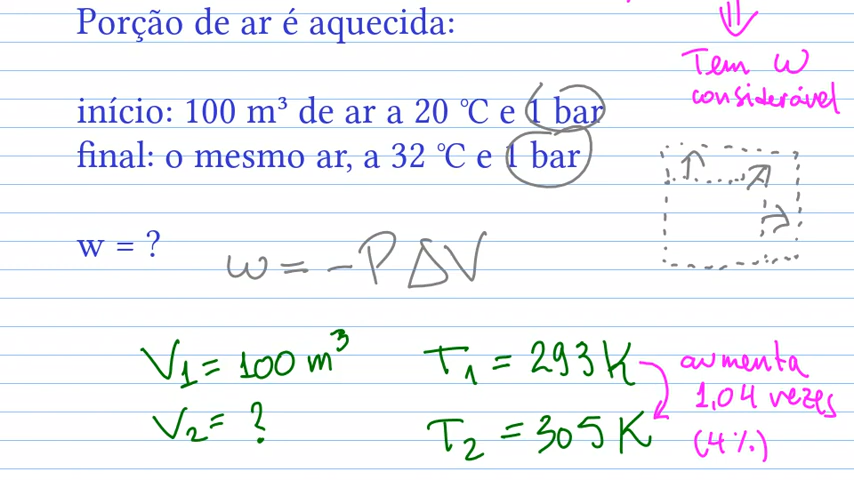 Porção de ar é aquecida:
Tem W
considerável
início: 100 m³ de ar a 20 °C e 1 bar
final: o mesmo ar, a 32 °C e 1 bar
w = ?
w = -PΔV
V1 = 100 m³
T1 = 293 K
aumenta
1,04 vezes
(4%)
V2 = ?
T2 = 305 K